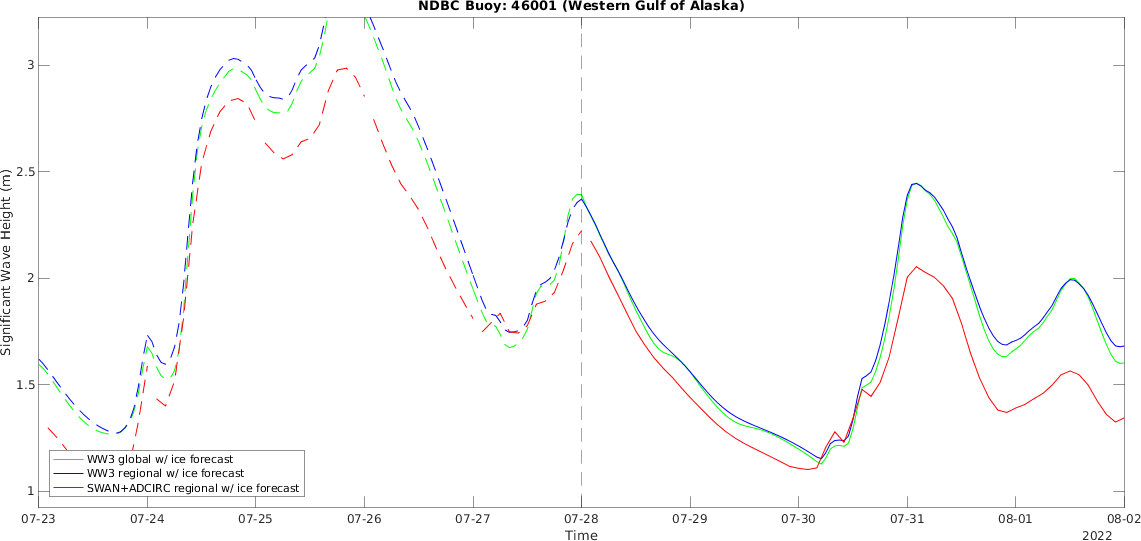 NDBC Buoy: 46001 (Western Gulf of Alaska)
3
2.5
2
1.5
1
Significant Wave Height (m)
WW3 global w/ ice forecast
WW3 regional w/ ice forecast
SWAN+ADCIRC regional w/ ice forecast
07-23 07-24 07-25 07-26 07-27 07-28 07-29 07-30 07-31 08-01 08-02
Time
2022